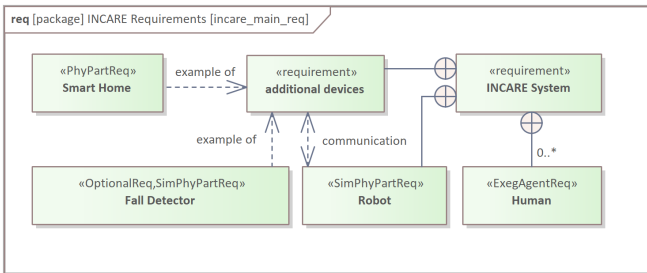 req [package] INCARE Requirements [incare_main_req]
«PhyPartReq»
Smart Home
example of
«requirement»
additional devices
«requirement»
INCARE System
example of
communication
0..*
«OptionalReq,SimPhyPartReq»
Fall Detector
«SimPhyPartReq»
Robot
«ExegAgentReq»
Human